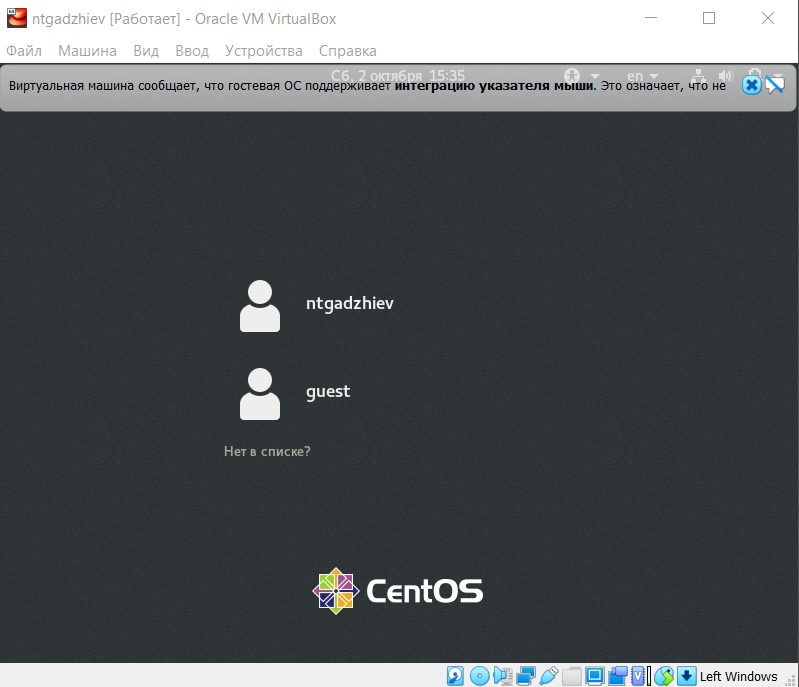 ntgadzhiev [Работает] - Oracle VM VirtualBox
Файл Машина Вид Ввод Устройства Справка
Сб, 2 октября 15:35 en
Виртуальная машина сообщает, что гостевая ОС поддерживает интеграцию указателя мыши. Это означает, что не
ntgadzhiev
guest
Нет в списке?
CentOS
Left Windows